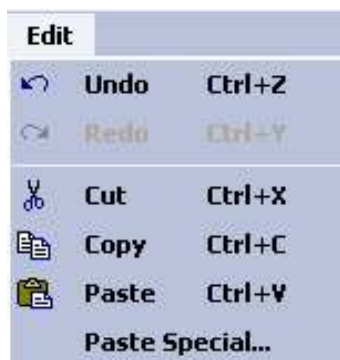 Edit
Undo Ctrl+Z
Redo Ctrl+Y
Cut Ctrl+X
Copy Ctrl+C
Paste Ctrl+V
Paste Special...